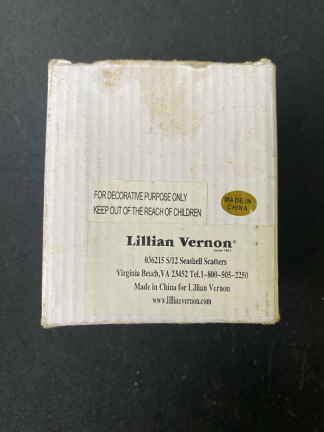 FOR DECORATIVE PURPOSE ONLY
KEEP OUT OF THE REACH OF CHILDREN
MADE IN
CHINA
Lillian Vernon®
036215 S/12 Seashell Scatters
Virginia Beach,VA 23452 Tel.1-800-505-2250
Made in China for Lillian Vernon
www.lillianvernon.com